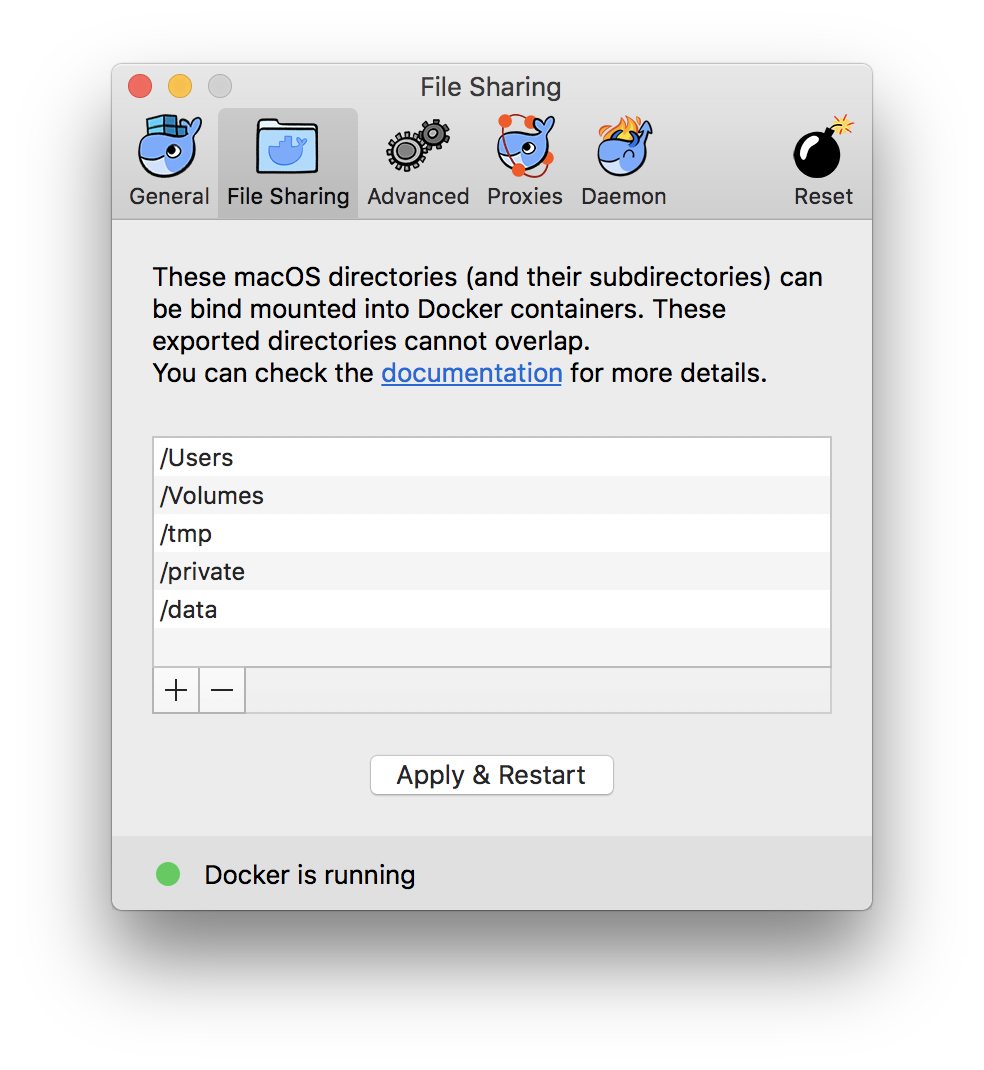 File Sharing
General
File Sharing
Advanced
Proxies
Daemon
Reset
These macOS directories (and their subdirectories) can
be bind mounted into Docker containers. These
exported directories cannot overlap.
You can check the documentation for more details.
/Users
/Volumes
/tmp
/private
/data
Apply & Restart
Docker is running